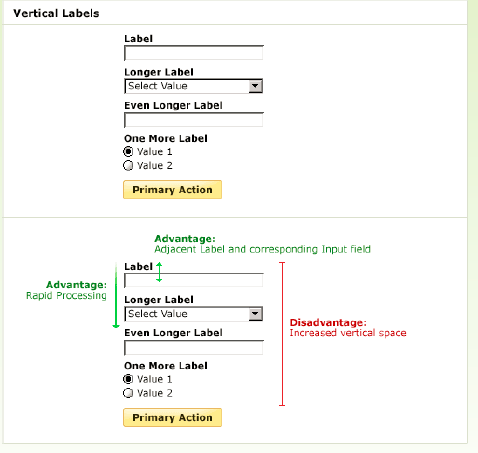 Vertical Labels
Label
Longer Label
Select Value
Even Longer Label
One More Label
Value 1
Value 2
Primary Action
Advantage:
Adjacent Label and corresponding Input field
Label
Advantage:
Rapid Processing
Longer Label
Select Value
Disadvantage:
Increased vertical space
Even Longer Label
One More Label
Value 1
Value 2
Primary Action